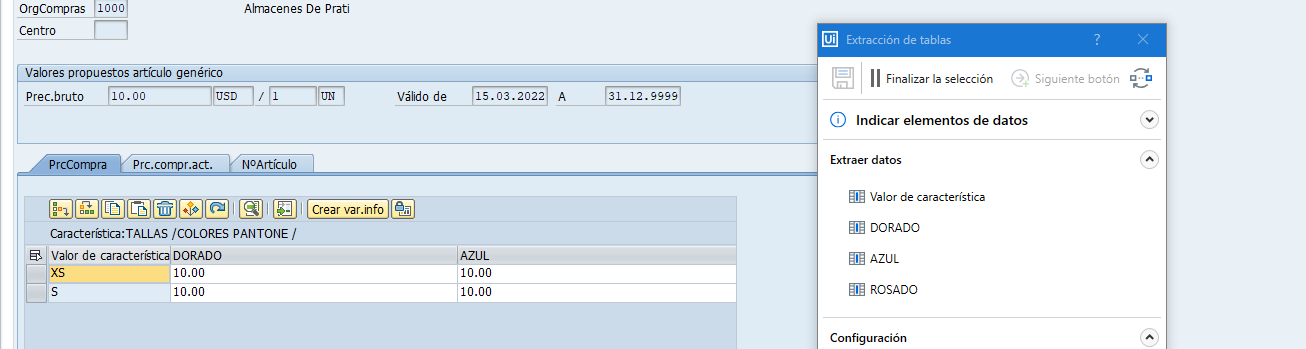 OrgCompras 1000 Almacenes De Prati
Centro
Valores propuestos artículo genérico
Prec.bruto 10.00 USD / 1 UN Válido de 15.03.2022 A 31.12.9999
PrcCompra Prc.compr.act. NºArtículo
Crear var.info
Característica:TALLAS /COLORES PANTONE /
Valor de característica DORADO AZUL
XS 10.00 10.00
S 10.00 10.00
Ui Extracción de tablas ?
Finalizar la selección Siguiente botón
Indicar elementos de datos
Extraer datos
Valor de característica
DORADO
AZUL
ROSADO
Configuración